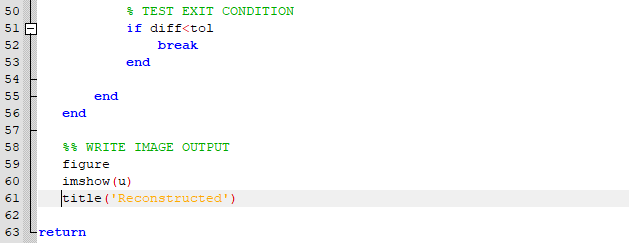 50 % TEST EXIT CONDITION
51 if diff<tol
52 break
53 end
54
55 end
56 end
57
58 %% WRITE IMAGE OUTPUT
59 figure
60 imshow(u)
61 title('Reconstructed')
62
63 return